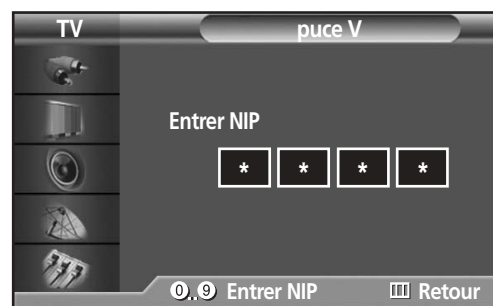 TV puce V
Entrer NIP
* * * *
0..9 Entrer NIP Retour